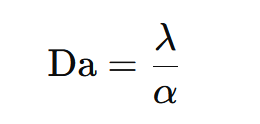 Da = λ/α